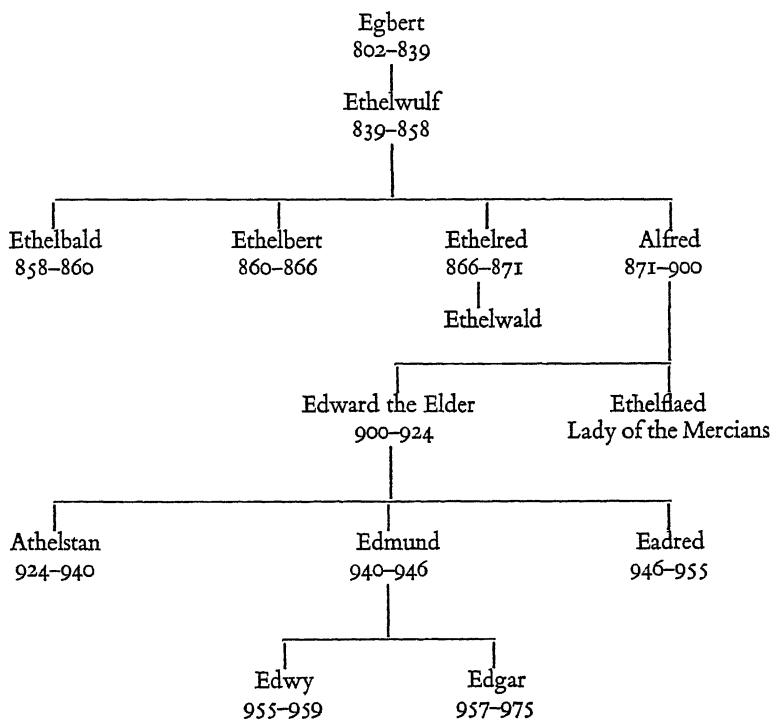 Egbert
802–839
Ethelwulf
839–858
Ethelbald
858–860
Ethelbert
860–866
Ethelred
866–871
Alfred
871–900
Ethelwald
Edward the Elder
900–924
Ethelflaed
Lady of the Mercians
Athelstan
924–940
Edmund
940–946
Eadred
946–955
Edwy
955–959
Edgar
957–975